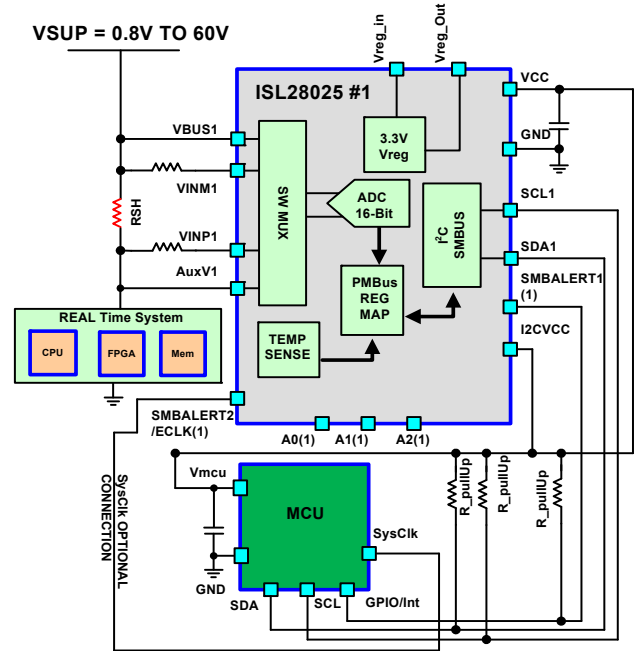 VSUP = 0.8V TO 60V
Vreg_in
Vreg_Out
ISL28025 #1
VCC
VBUS1
3.3V
Vreg
GND
VINM1
SW MUX
ADC
16-Bit
I²C
SMBUS
SCL1
RSH
VINP1
SDA1
AuxV1
PMBus
REG
MAP
SMBALERT1
(1)
REAL Time System
CPU
FPGA
Mem
TEMP
SENSE
I2CVCC
SMBALERT2
/ECLK(1)
A0(1)
A1(1)
A2(1)
SysClk OPTIONAL
CONNECTION
Vmcu
MCU
SysClk
R_pullUp
R_pullUp
R_pullUp
GND
SDA
SCL
GPIO/Int